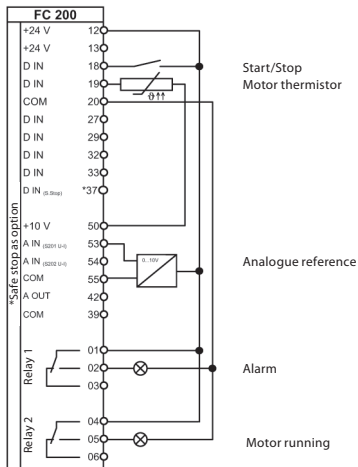 FC 200
+24 V 12
+24 V 13
D IN 18
D IN 19
COM 20
D IN 27
D IN 29
D IN 32
D IN 33
D IN (S.Stop) *37
+10 V 50
A IN (S201 U-I) 53
A IN (S202 U-I) 54
COM 55
A OUT 42
COM 39
*Safe stop as option
Relay 1
01
02
03
Relay 2
04
05
06
ϑ↑↑
0...10V
Start/Stop
Motor thermistor
Analogue reference
Alarm
Motor running